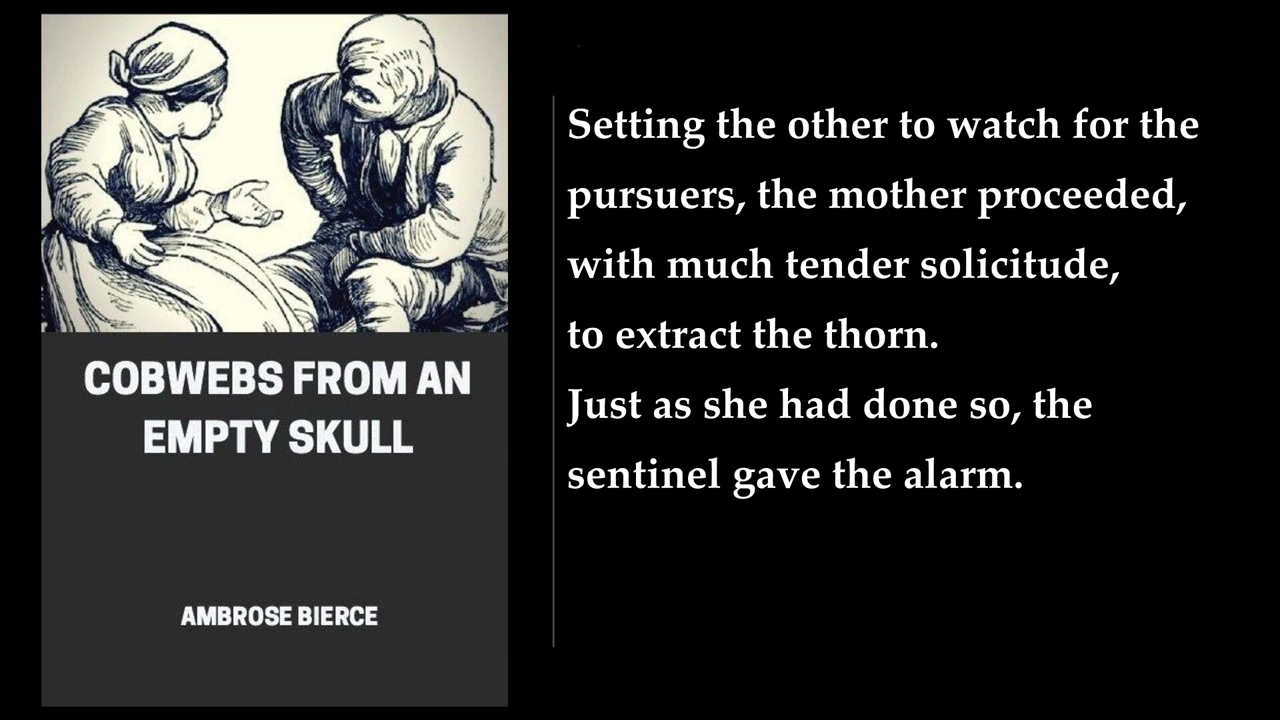 COBWEBS FROM AN
EMPTY SKULL
AMBROSE BIERCE
Setting the other to watch for the
pursuers, the mother proceeded,
with much tender solicitude,
to extract the thorn.
Just as she had done so, the
sentinel gave the alarm.